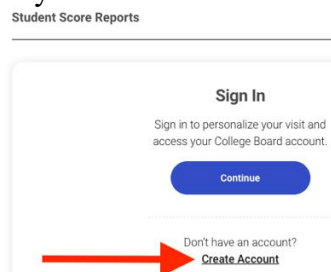 Student Score Reports
Sign In
Sign in to personalize your visit and
access your College Board account.
Continue
Don't have an account?
Create Account